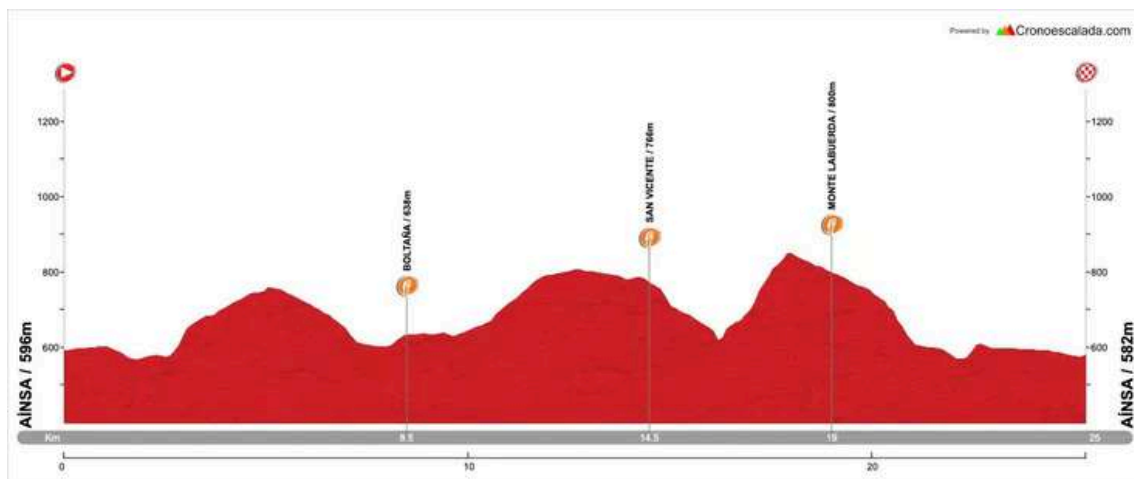 Powered by Cronoescalada.com
1200
1000
800
600
AÍNSA / 596m
BOLTAÑA / 638m
SAN VICENTE / 766m
MONTE LABUERDA / 800m
1200
1000
800
600
AÍNSA / 582m
Km 8.5 14.5 19 25
0 10 20